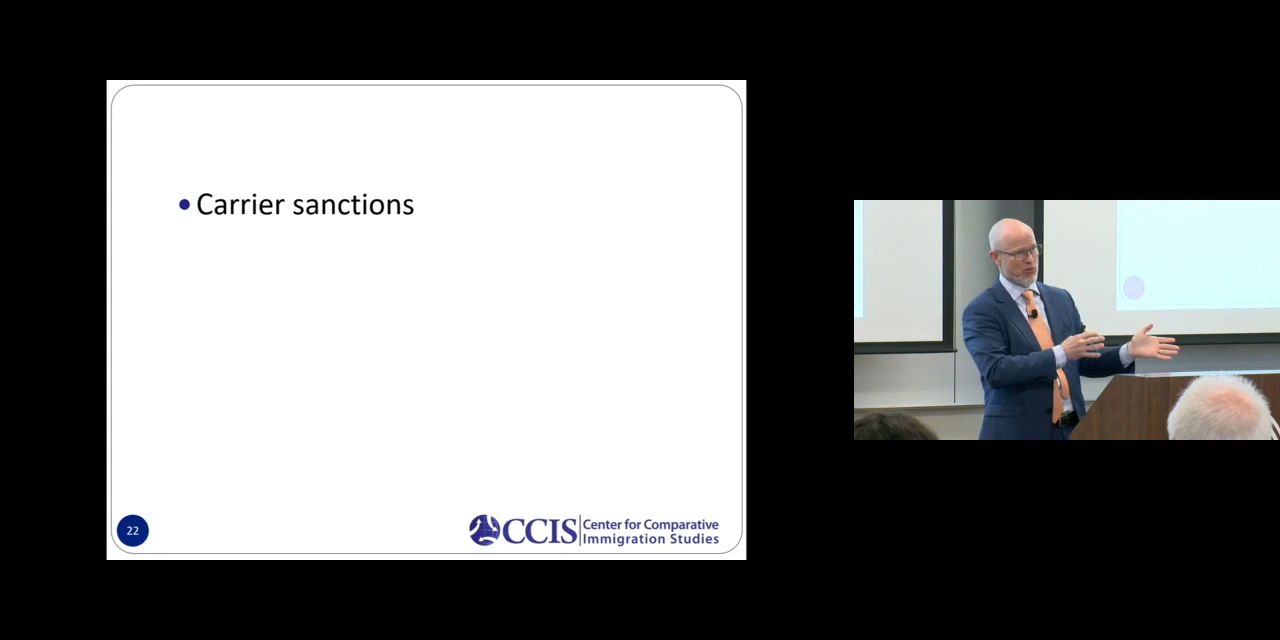 • Carrier sanctions
22
CCIS Center for Comparative
Immigration Studies